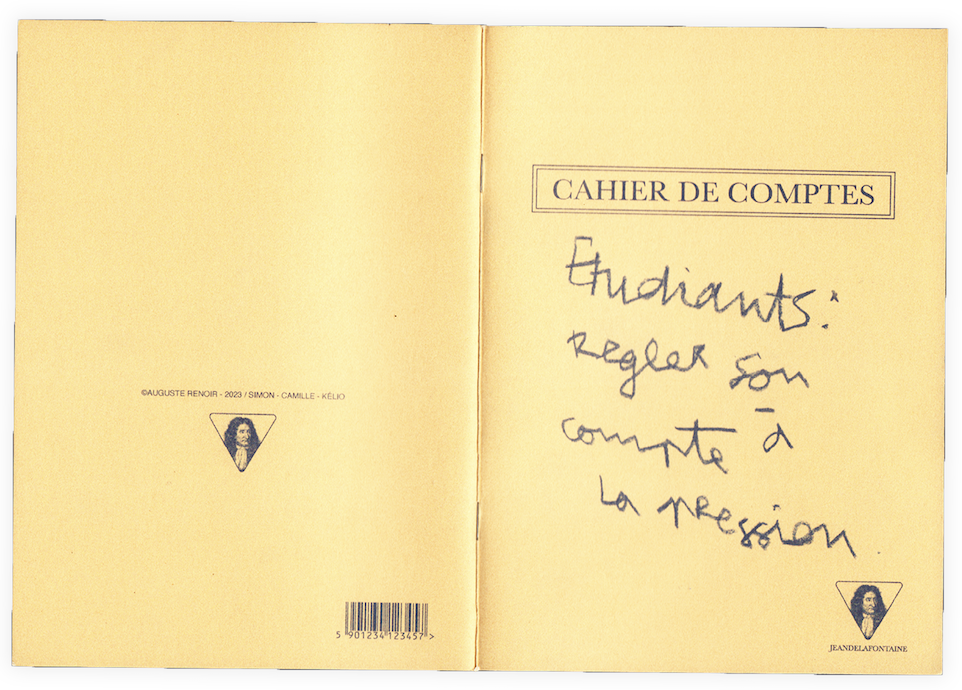 ©AUGUSTE RENOIR - 2023 / SIMON - CAMILLE - KÉLIO
5 901234 123457 >
CAHIER DE COMPTES
Etudiants:
Regler son
compte à
La pression
JEANDELAFONTAINE